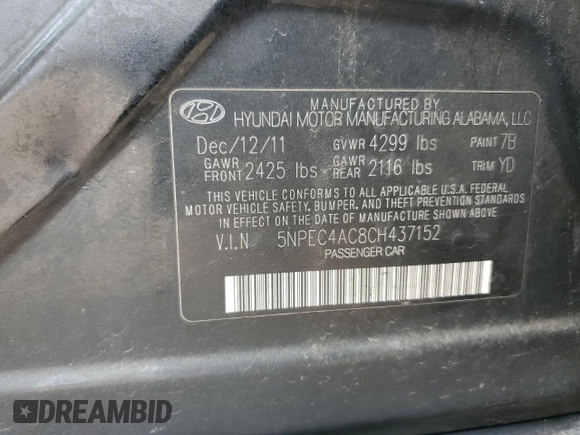 MANUFACTURED BY
HYUNDAI MOTOR MANUFACTURING ALABAMA, LLC
Dec/12/11 GVWR 4299 lbs PAINT 7B
GAWR FRONT 2425 lbs GAWR REAR 2116 lbs TRIM YD
THIS VEHICLE CONFORMS TO ALL APPLICABLE U.S.A. FEDERAL
MOTOR VEHICLE SAFETY, BUMPER, AND THEFT PREVENTION STANDARDS
IN EFFECT ON THE DATE OF MANUFACTURE SHOWN ABOVE.
V.I.N 5NPEC4AC8CH437152
PASSENGER CAR
DREAMBID